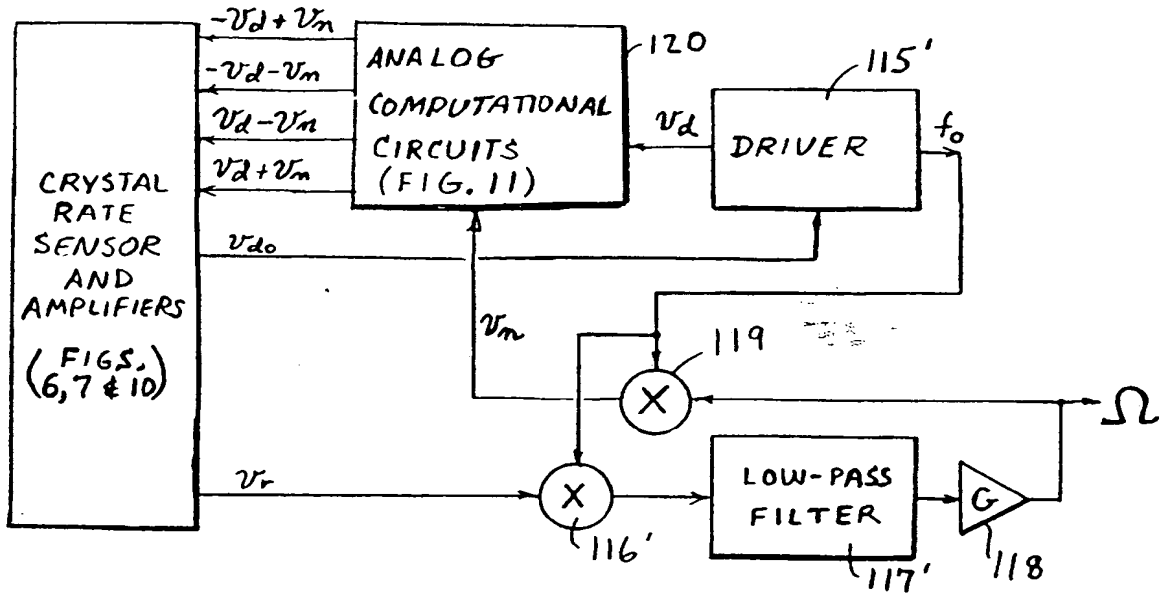 -vd + vn
-vd - vn
vd - vn
vd + vn
ANALOG
COMPUTATIONAL
CIRCUITS
(FIG. 11)
120
115'
vd
DRIVER
fo
CRYSTAL
RATE
SENSOR
AND
AMPLIFIERS
(FIGS.
6, 7 & 10)
vdo
vn
119
X
Ω
vr
X
116'
LOW-PASS
FILTER
117'
G
118